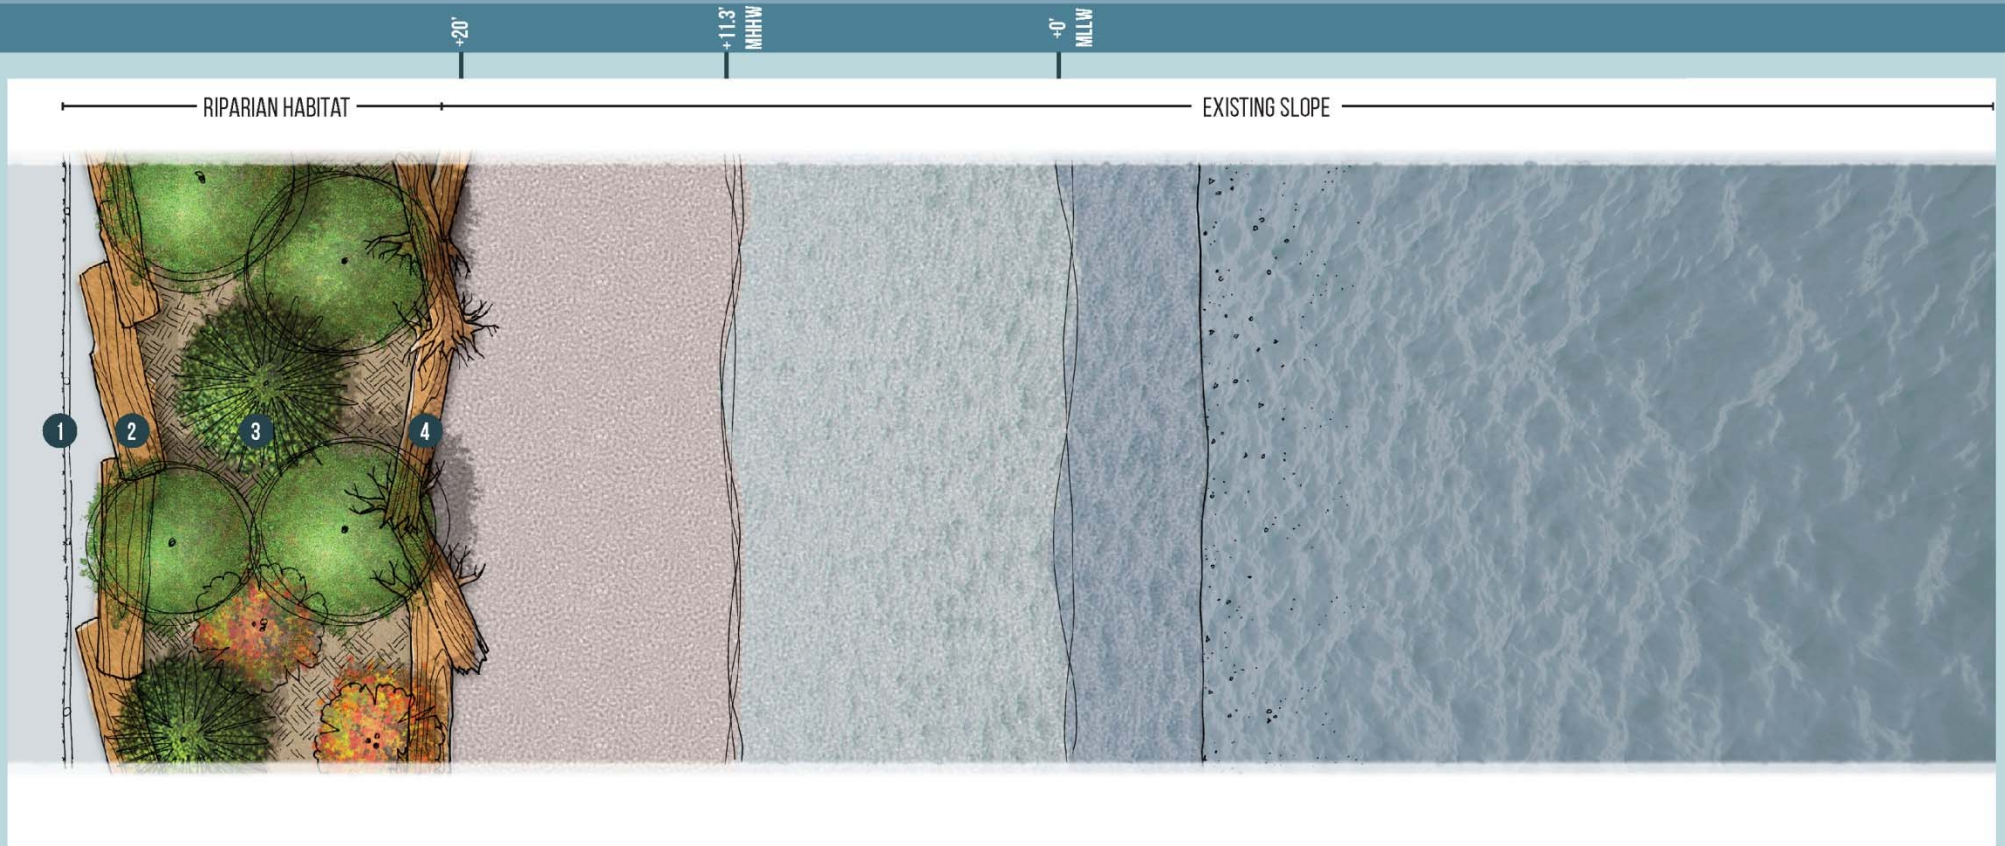 +20'
+11.3'
MHHW
+0'
MLLW
RIPARIAN HABITAT
EXISTING SLOPE
1
2
3
4